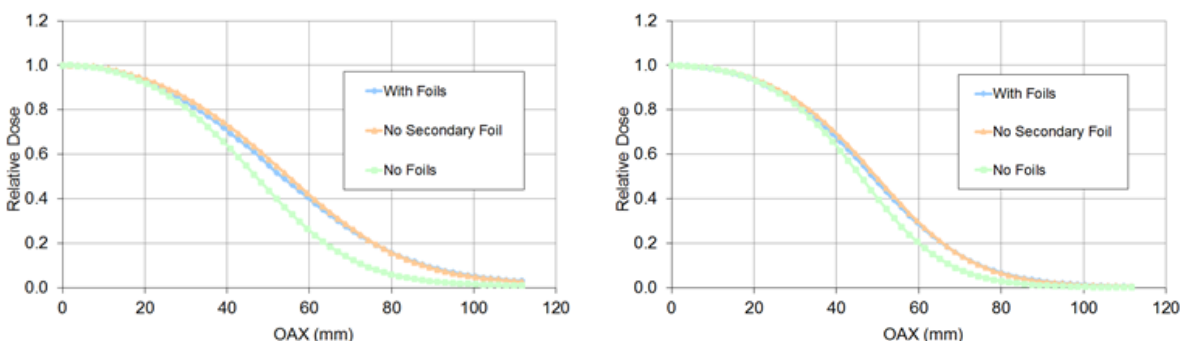 1.2
1.0
0.8
0.6
0.4
0.2
0.0
Relative Dose
0 20 40 60 80 100 120
OAX (mm)
With Foils
No Secondary Foil
No Foils
1.2
1.0
0.8
0.6
0.4
0.2
0.0
Relative Dose
0 20 40 60 80 100 120
OAX (mm)
With Foils
No Secondary Foil
No Foils